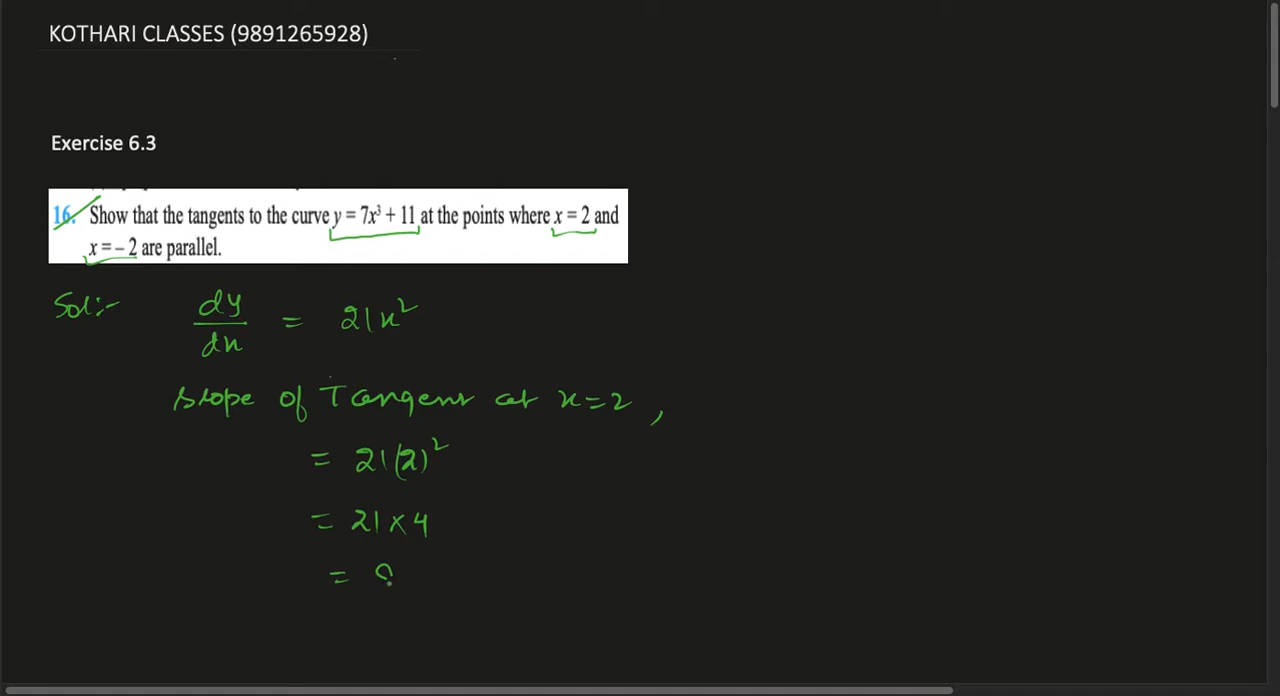 KOTHARI CLASSES (9891265928)
Exercise 6.3
16. Show that the tangents to the curve y = 7x³ + 11 at the points where x = 2 and
x = – 2 are parallel.
Sol:- dy/dx = 21x²
Slope of Tangent at x=2,
= 21(2)²
= 21×4
=